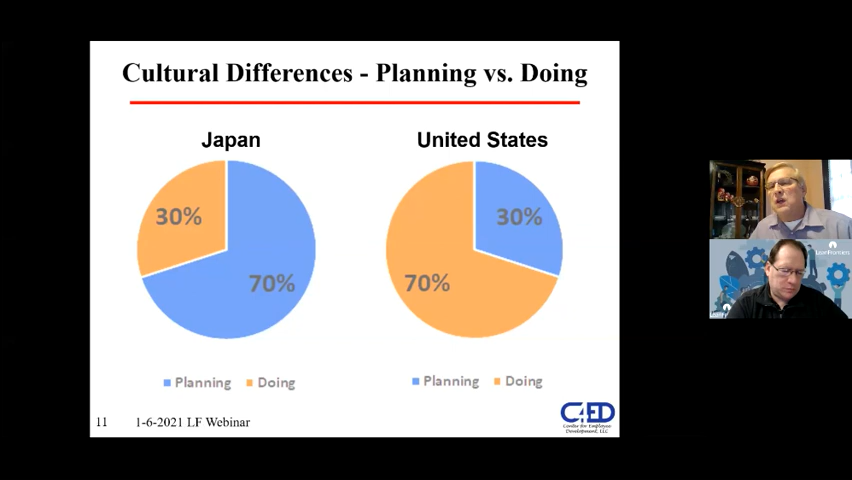 Cultural Differences - Planning vs. Doing
Japan
United States
30%
70%
30%
70%
Planning Doing
Planning Doing
11 1-6-2021 LF Webinar
C4ED
Center for Employee
Development, LLC